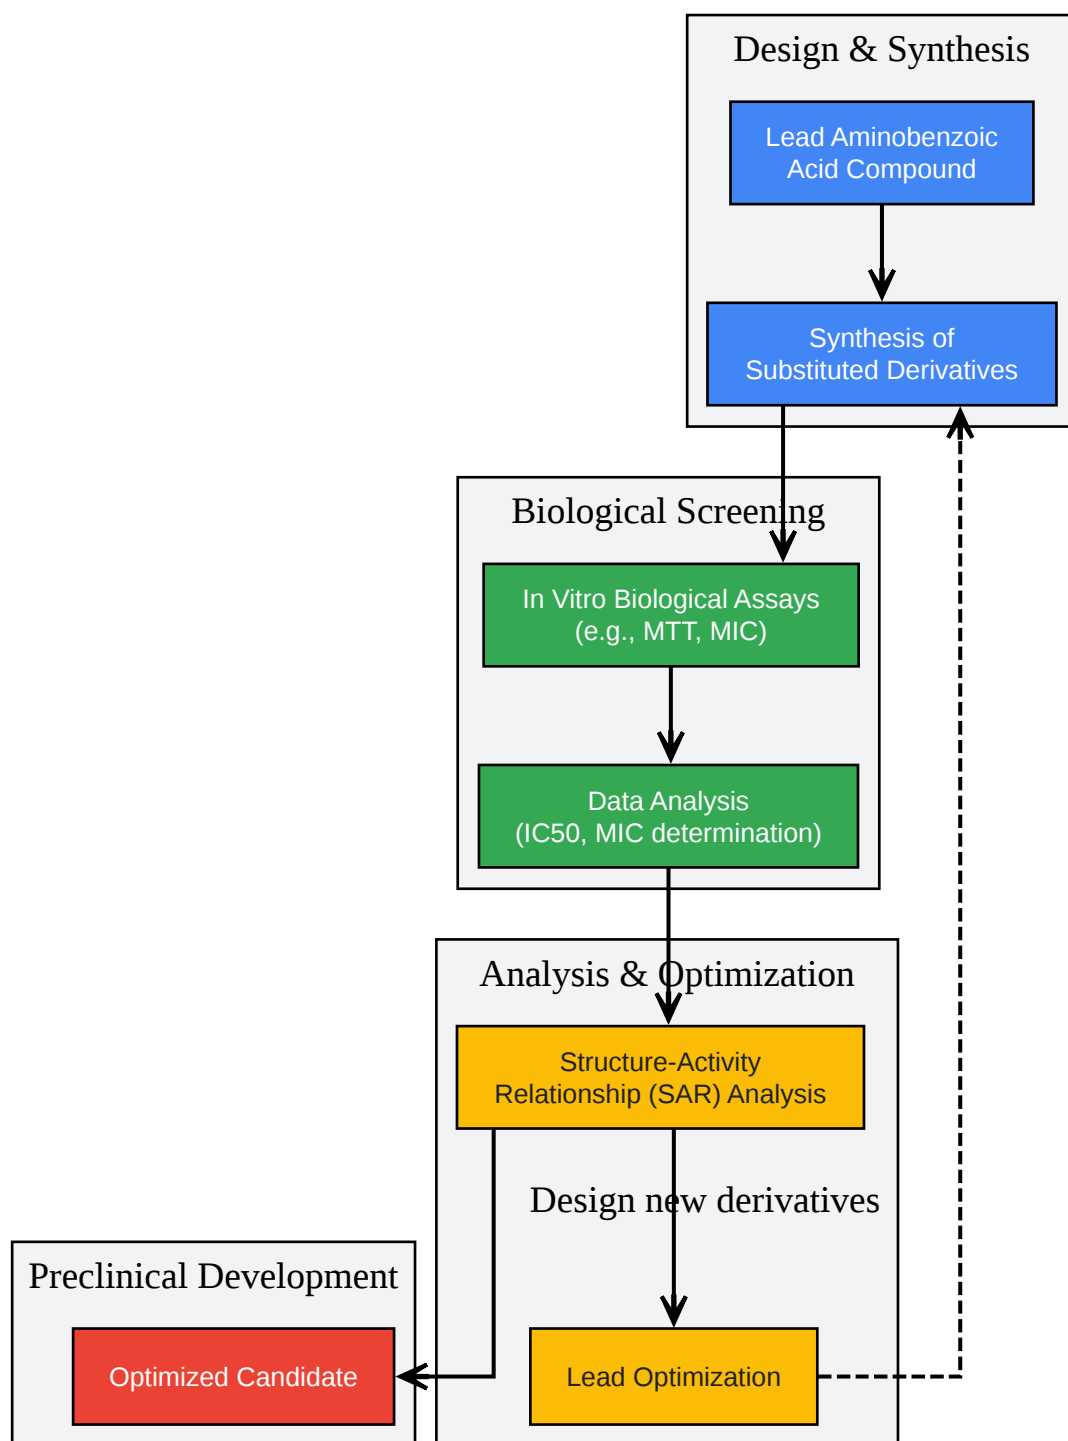 Design & Synthesis
Lead Aminobenzoic
Acid Compound
Synthesis of
Substituted Derivatives
Biological Screening
In Vitro Biological Assays
(e.g., MTT, MIC)
Data Analysis
(IC50, MIC determination)
Analysis & Optimization
Structure-Activity
Relationship (SAR) Analysis
Design new derivatives
Preclinical Development
Optimized Candidate
Lead Optimization